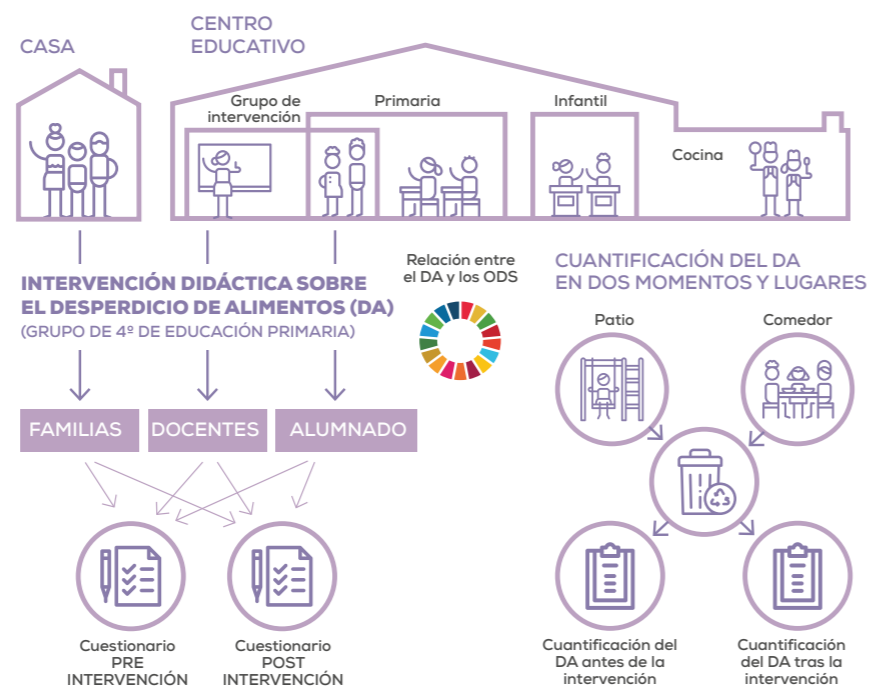 CASA
CENTRO
EDUCATIVO
Grupo de
intervención
Primaria
Infantil
Cocina
INTERVENCIÓN DIDÁCTICA SOBRE
EL DESPERDICIO DE ALIMENTOS (DA)
(GRUPO DE 4º DE EDUCACIÓN PRIMARIA)
Relación entre
el DA y los ODS
FAMILIAS
DOCENTES
ALUMNADO
Cuestionario
PRE
INTERVENCIÓN
Cuestionario
POST
INTERVENCIÓN
CUANTIFICACIÓN DEL DA
EN DOS MOMENTOS Y LUGARES
Patio
Comedor
Cuantificación del
DA antes de la
intervención
Cuantificación
del DA tras la
intervención